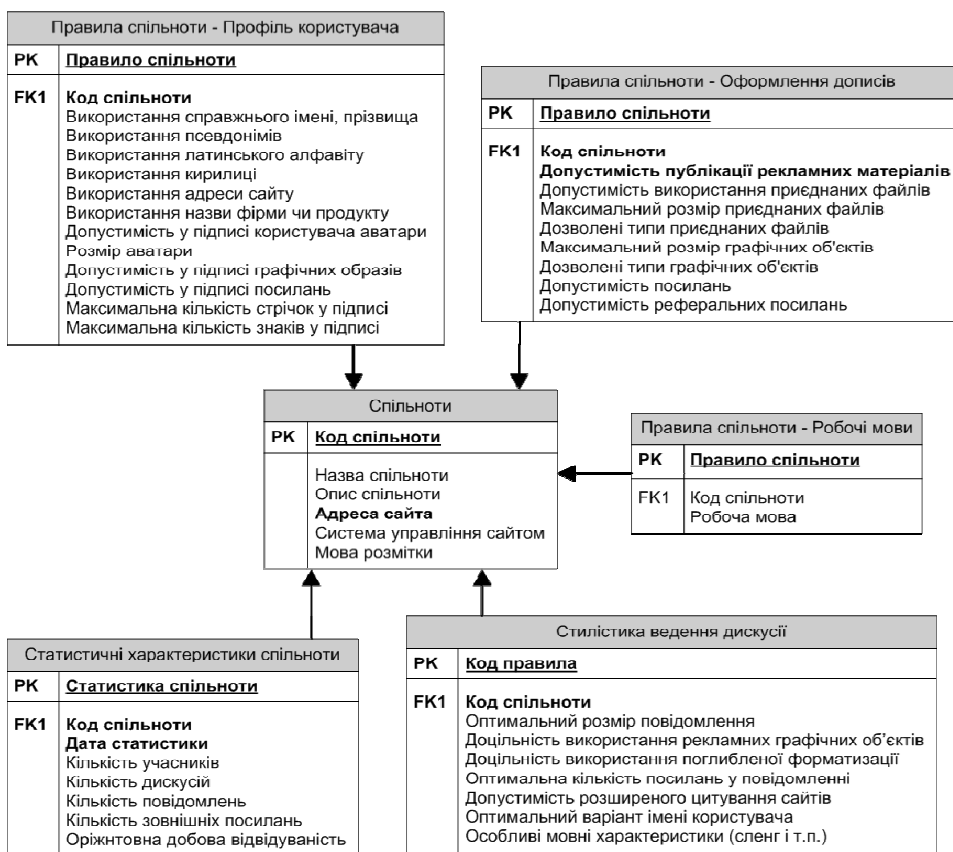 Правила спільноти - Профіль користувача
PK Правило спільноти
FK1 Код спільноти
Використання справжнього імені, прізвища
Використання псевдонімів
Використання латинського алфавіту
Використання кирилиці
Використання адреси сайту
Використання назви фірми чи продукту
Допустимість у підписі користувача аватари
Розмір аватари
Допустимість у підписі графічних образів
Допустимість у підписі посилань
Максимальна кількість стрічок у підписі
Максимальна кількість знаків у підписі
Правила спільноти - Оформлення дописів
PK Правило спільноти
FK1 Код спільноти
Допустимість публікації рекламних матеріалів
Допустимість використання приєднаних файлів
Максимальний розмір приєднаних файлів
Дозволені типи приєднаних файлів
Максимальний розмір графічних об'єктів
Дозволені типи графічних об'єктів
Допустимість посилань
Допустимість реферальних посилань
Спільноти
PK Код спільноти
Назва спільноти
Опис спільноти
Адреса сайта
Система управління сайтом
Мова розмітки
Правила спільноти - Робочі мови
PK Правило спільноти
FK1 Код спільноти
Робоча мова
Статистичні характеристики спільноти
PK Статистика спільноти
FK1 Код спільноти
Дата статистики
Кількість учасників
Кількість дискусій
Кількість повідомлень
Кількість зовнішніх посилань
Оріжнтовна добова відвідуваність
Стилістика ведення дискусії
PK Код правила
FK1 Код спільноти
Оптимальний розмір повідомлення
Доцільність використання рекламних графічних об’єктів
Доцільність використання поглибленої форматизації
Оптимальна кількість посилань у повідомленні
Допустимість розширеного цитування сайтів
Оптимальний варіант імені користувача
Особливі мовні характеристики (сленг і т.п.)